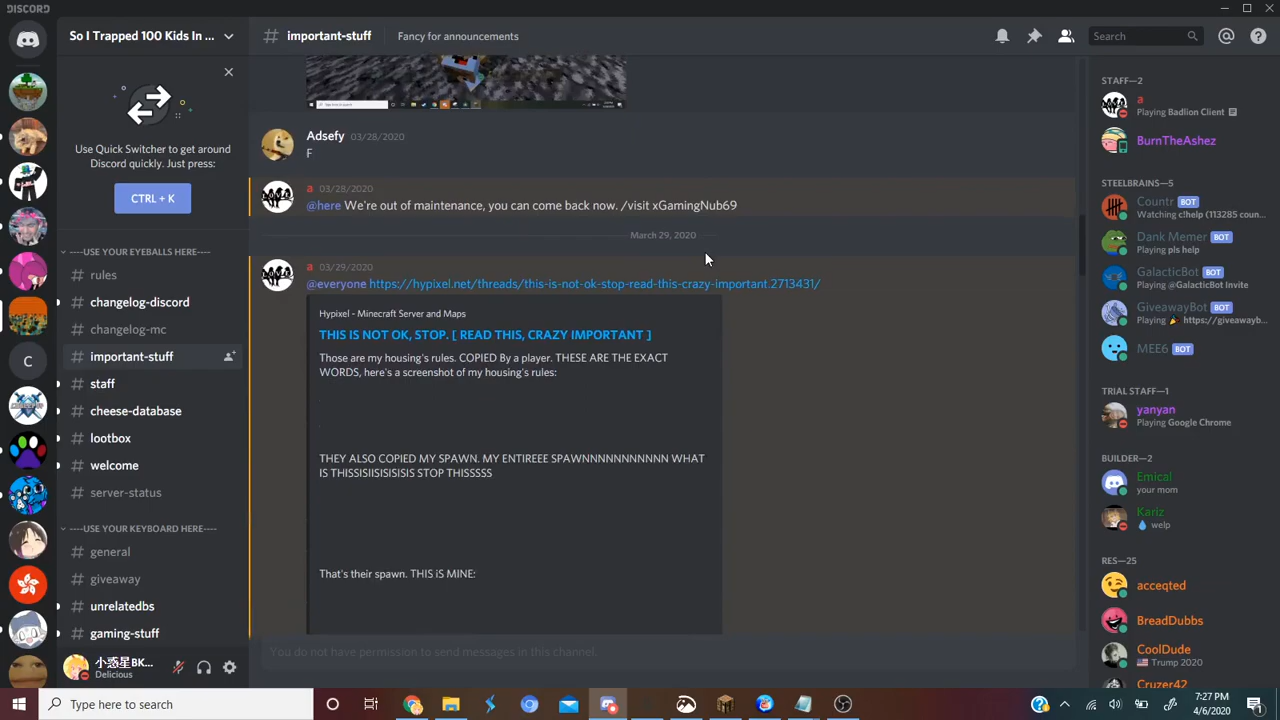 DISCORD
So I Trapped 100 Kids In ...
Use Quick Switcher to get around
Discord quickly. Just press:
CTRL + K
----USE YOUR EYEBALLS HERE----
# rules
# changelog-discord
# changelog-mc
# important-stuff
# staff
# cheese-database
# lootbox
# welcome
# server-status
----USE YOUR KEYBOARD HERE----
# general
# giveaway
# unrelatedbs
# gaming-stuff
C
小惑星BK...
Delicious
# important-stuff
Fancy for announcements
Search
Adsefy 03/28/2020
F
a 03/28/2020
@here We're out of maintenance, you can come back now. /visit xGamingNub69
March 29, 2020
a 03/29/2020
@everyone https://hypixel.net/threads/this-is-not-ok-stop-read-this-crazy-important.2713431/
Hypixel - Minecraft Server and Maps
THIS IS NOT OK, STOP. [ READ THIS, CRAZY IMPORTANT ]
Those are my housing's rules. COPIED By a player. THESE ARE THE EXACT
WORDS, here's a screenshot of my housing's rules:
.
.
THEY ALSO COPIED MY SPAWN. MY ENTIREEE SPAWNNNNNNNNNN WHAT
IS THISSISIISISISISIS STOP THISSSSS
That's their spawn. THIS iS MINE:
You do not have permission to send messages in this channel.
STAFF—2
a
Playing Badlion Client
BurnTheAshez
STEELBRAINS—5
Countr BOT
Watching c!help (113285 coun...
Dank Memer BOT
Playing pls help
GalacticBot BOT
Playing @GalacticBot Invite
GiveawayBot BOT
Playing 🎉 https://giveawayb...
MEE6 BOT
TRIAL STAFF—1
yanyan
Playing Google Chrome
BUILDER—2
Emical
your mom
Kariz
💧 welp
RES—25
acceqted
BreadDubbs
CoolDude
🇺🇸 Trump 2020
Cruzer42
Type here to search
7:27 PM
4/6/2020